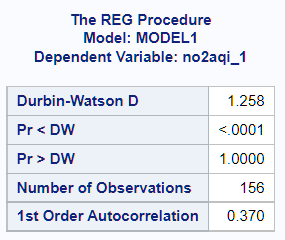 The REG Procedure
Model: MODEL1
Dependent Variable: no2aqi_1
Durbin-Watson D 1.258
Pr < DW <.0001
Pr > DW 1.0000
Number of Observations 156
1st Order Autocorrelation 0.370